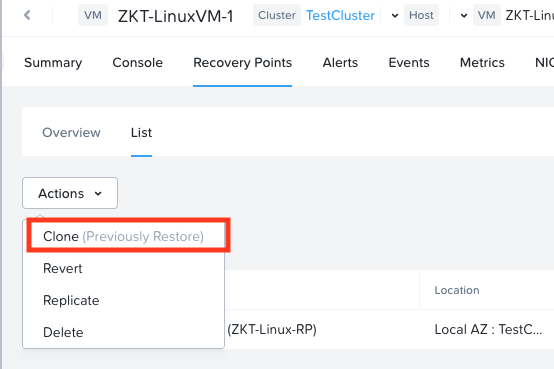 VM ZKT-LinuxVM-1 Cluster TestCluster Host VM ZKT-Linu
Summary Console Recovery Points Alerts Events Metrics NIC
Overview List
Actions
Clone (Previously Restore)
Revert
Replicate
Delete
Location
(ZKT-Linux-RP) Local AZ : TestC...